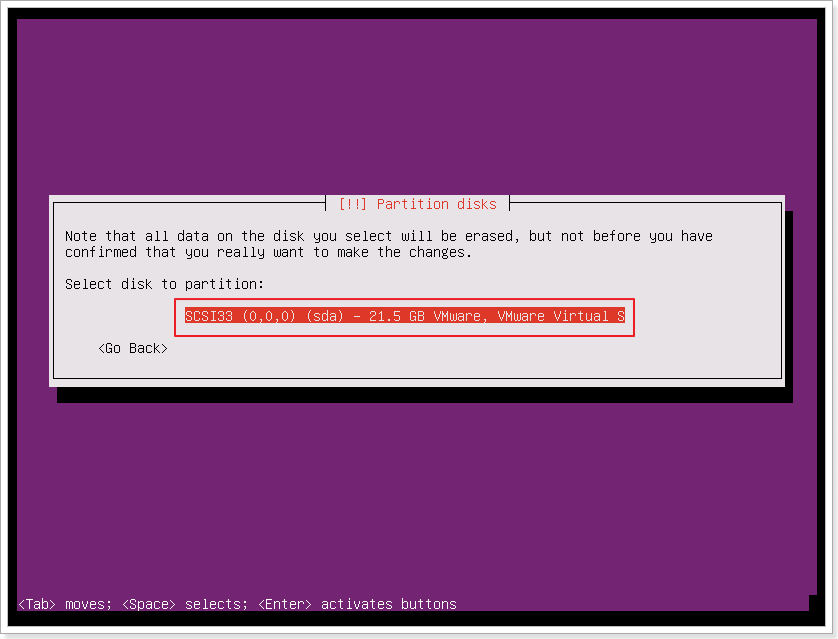 [!!] Partition disks
Note that all data on the disk you select will be erased, but not before you have
confirmed that you really want to make the changes.
Select disk to partition:
SCSI33 (0,0,0) (sda) - 21.5 GB VMware, VMware Virtual S
<Go Back>
<Tab> moves; <Space> selects; <Enter> activates buttons